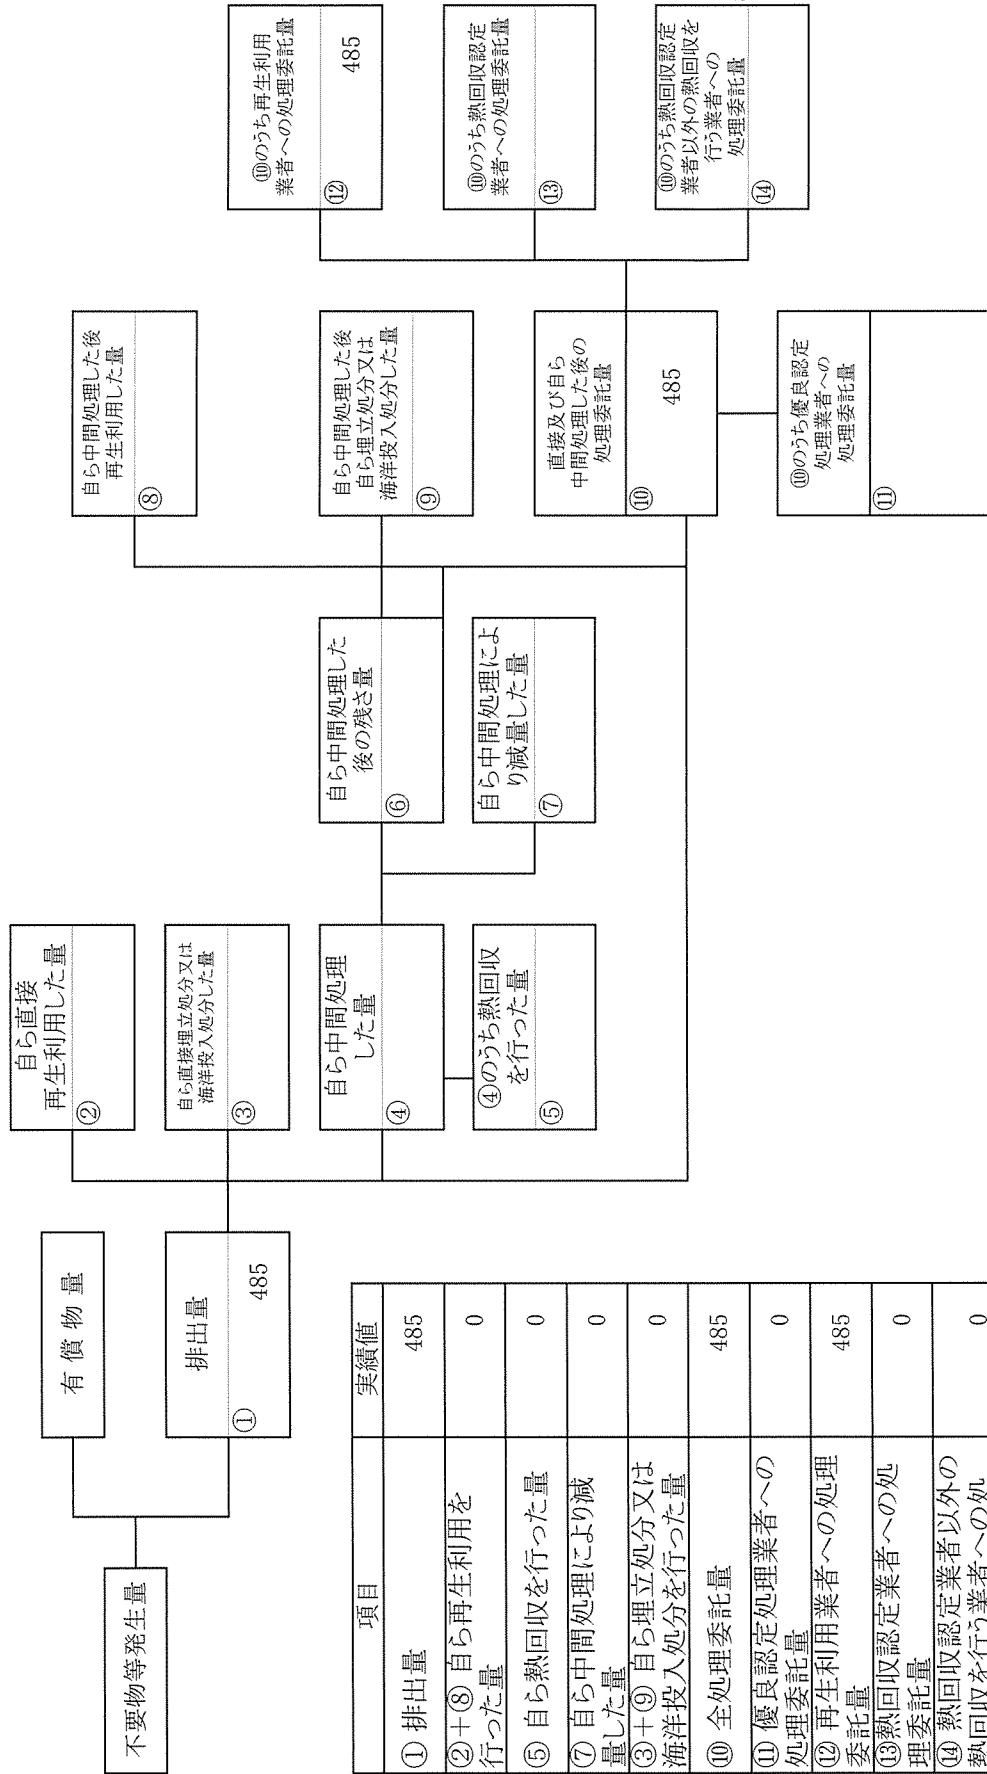 不要物等発生量
有償物量
排出量
①
485
自ら直接
再生利用した量
②
自ら直接埋立処分又は
海洋投入処分した量
③
自ら中間処理
した量
④
④のうち熱回収
を行った量
⑤
自ら中間処理した
後の残さ量
⑥
自ら中間処理によ
り減量した量
⑦
自ら中間処理した後
再生利用した量
⑧
自ら中間処理した後
自ら埋立処分又は
海洋投入処分した量
⑨
直接及び自ら
中間処理した後の
処理委託量
⑩
485
⑩のうち優良認定
処理業者への
処理委託量
⑪
⑩のうち再生利用
業者への処理委託量
⑫
485
⑩のうち熱回収認定
業者への処理委託量
⑬
⑩のうち熱回収認定
業者以外の熱回収を
行う業者への
処理委託量
⑭
項目 実績値
① 排出量 485
②+⑧ 自ら再生利用を
行った量 0
⑤ 自ら熱回収を行った量 0
⑦ 自ら中間処理により減
量した量 0
③+⑨ 自ら埋立処分又は
海洋投入処分を行った量 0
⑩ 全処理委託量 485
⑪ 優良認定処理業者への
処理委託量 0
⑫ 再生利用業者への処理
委託量 485
⑬熱回収認定業者への処
理委託量 0
⑭ 熱回収認定業者以外の
熱回収を行う業者への処 0